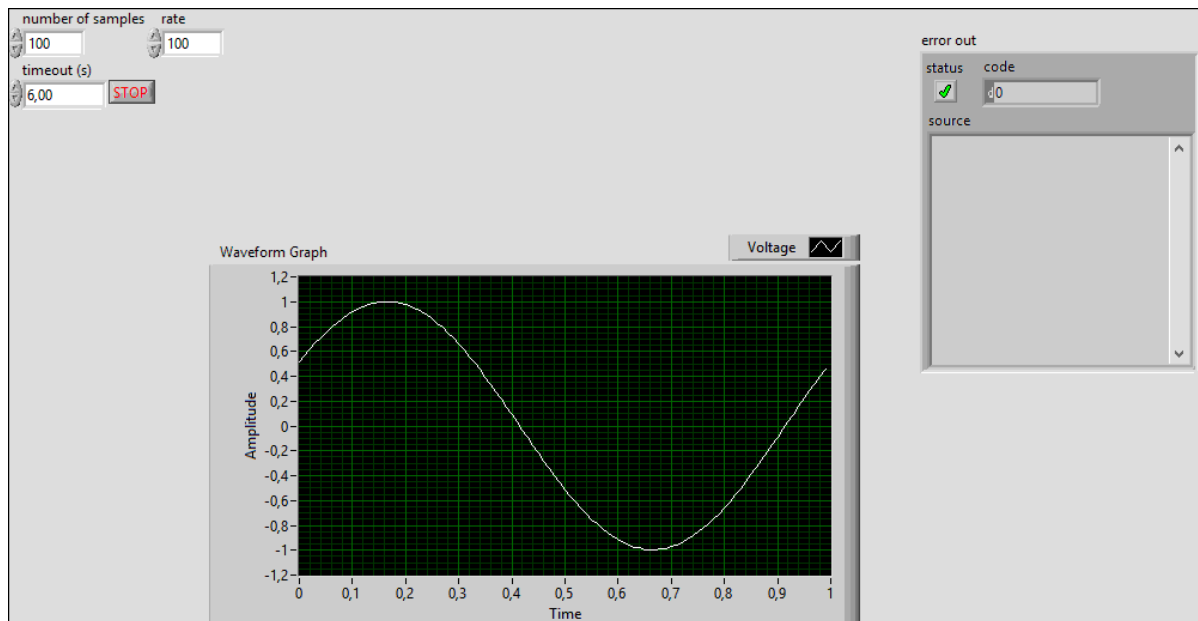 number of samples rate
100 100
timeout (s)
6,00 STOP
error out
status code
d 0
source
Waveform Graph
Voltage
1,2
1
0,8
0,6
0,4
0,2
0
-0,2
-0,4
-0,6
-0,8
-1
-1,2
Amplitude
0 0,1 0,2 0,3 0,4 0,5 0,6 0,7 0,8 0,9 1
Time